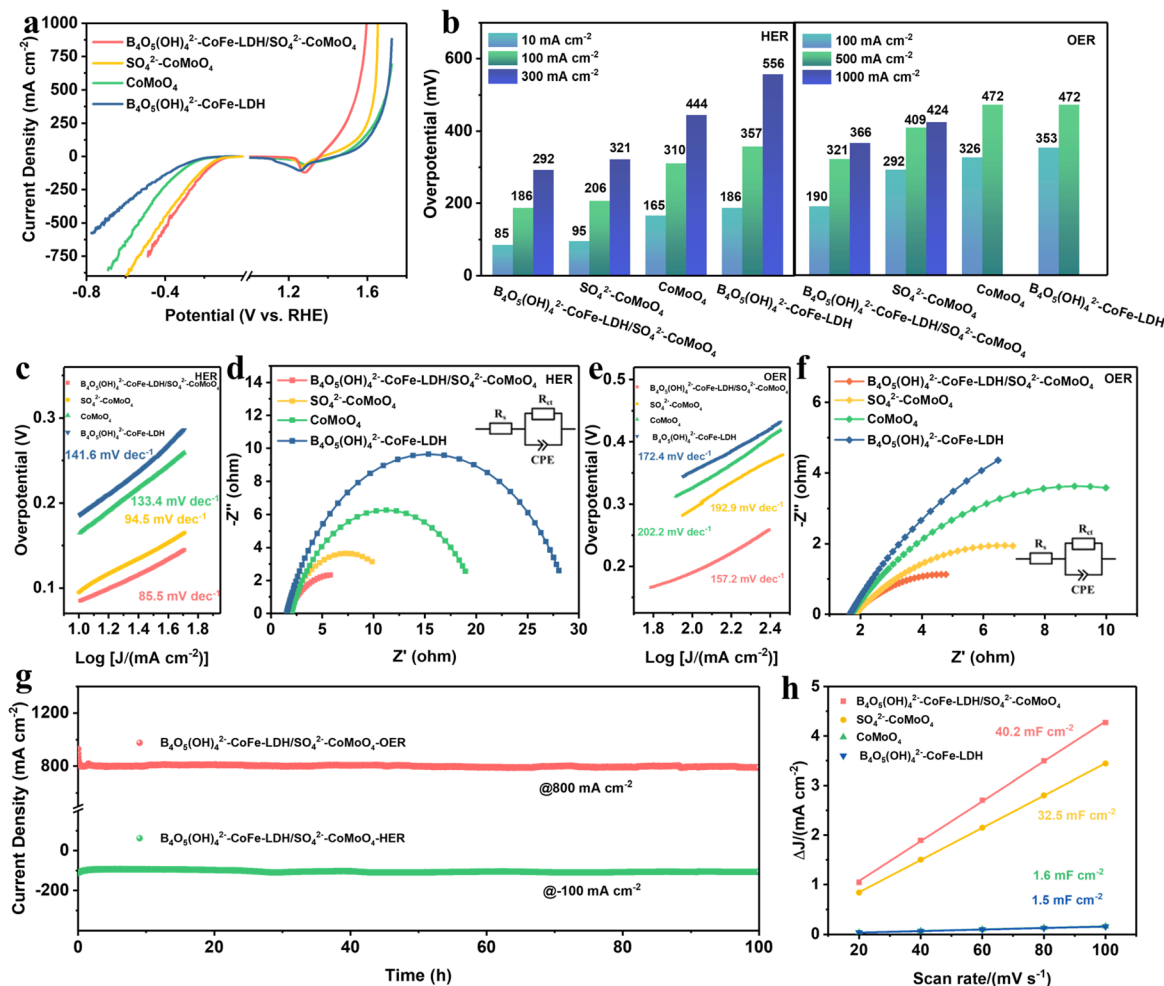 a
1000
750
500
250
0
-250
-500
-750
Current Density (mA cm⁻²)
B₄O₅(OH)₄²⁻-CoFe-LDH/SO₄²⁻-CoMoO₄
SO₄²⁻-CoMoO₄
CoMoO₄
B₄O₅(OH)₄²⁻-CoFe-LDH
-0.8 -0.4 1.2 1.6
Potential (V vs. RHE)
b
600
400
200
0
Overpotential (mV)
HER
10 mA cm⁻²
100 mA cm⁻²
300 mA cm⁻²
85 186 292
95 206 321
165 310 444
186 357 556
B₄O₅(OH)₄²⁻-CoFe-LDH/SO₄²⁻-CoMoO₄
SO₄²⁻-CoMoO₄
CoMoO₄
B₄O₅(OH)₄²⁻-CoFe-LDH
OER
100 mA cm⁻²
500 mA cm⁻²
1000 mA cm⁻²
190 321 366
292 409 424
326 472
353 472
B₄O₅(OH)₄²⁻-CoFe-LDH/SO₄²⁻-CoMoO₄
SO₄²⁻-CoMoO₄
CoMoO₄
B₄O₅(OH)₄²⁻-CoFe-LDH
c
HER
B₄O₅(OH)₄²⁻-CoFe-LDH/SO₄²⁻-CoMoO₄
SO₄²⁻-CoMoO₄
CoMoO₄
B₄O₅(OH)₄²⁻-CoFe-LDH
0.3
0.2
0.1
Overpotential (V)
141.6 mV dec⁻¹
133.4 mV dec⁻¹
94.5 mV dec⁻¹
85.5 mV dec⁻¹
1.0 1.2 1.4 1.6 1.8
Log [J/(mA cm⁻²)]
d
HER
14
12
10
8
6
4
2
0
-Z'' (ohm)
B₄O₅(OH)₄²⁻-CoFe-LDH/SO₄²⁻-CoMoO₄
SO₄²⁻-CoMoO₄
CoMoO₄
B₄O₅(OH)₄²⁻-CoFe-LDH
Rs
Rct
CPE
0 5 10 15 20 25 30
Z' (ohm)
e
OER
B₄O₅(OH)₄²⁻-CoFe-LDH/SO₄²⁻-CoMoO₄
SO₄²⁻-CoMoO₄
CoMoO₄
B₄O₅(OH)₄²⁻-CoFe-LDH
0.5
0.4
0.3
0.2
Overpotential (V)
172.4 mV dec⁻¹
192.9 mV dec⁻¹
202.2 mV dec⁻¹
157.2 mV dec⁻¹
1.8 2.0 2.2 2.4
Log [J/(mA cm⁻²)]
f
OER
6
4
2
0
-Z'' (ohm)
B₄O₅(OH)₄²⁻-CoFe-LDH/SO₄²⁻-CoMoO₄
SO₄²⁻-CoMoO₄
CoMoO₄
B₄O₅(OH)₄²⁻-CoFe-LDH
Rs
Rct
CPE
2 4 6 8 10
Z' (ohm)
g
1200
800
0
-200
Current Density (mA cm⁻²)
B₄O₅(OH)₄²⁻-CoFe-LDH/SO₄²⁻-CoMoO₄-OER
@800 mA cm⁻²
B₄O₅(OH)₄²⁻-CoFe-LDH/SO₄²⁻-CoMoO₄-HER
@-100 mA cm⁻²
0 20 40 60 80 100
Time (h)
h
5
4
3
2
1
0
ΔJ/(mA cm⁻²)
B₄O₅(OH)₄²⁻-CoFe-LDH/SO₄²⁻-CoMoO₄
SO₄²⁻-CoMoO₄
CoMoO₄
B₄O₅(OH)₄²⁻-CoFe-LDH
40.2 mF cm⁻²
32.5 mF cm⁻²
1.6 mF cm⁻²
1.5 mF cm⁻²
20 40 60 80 100
Scan rate/(mV s⁻¹)